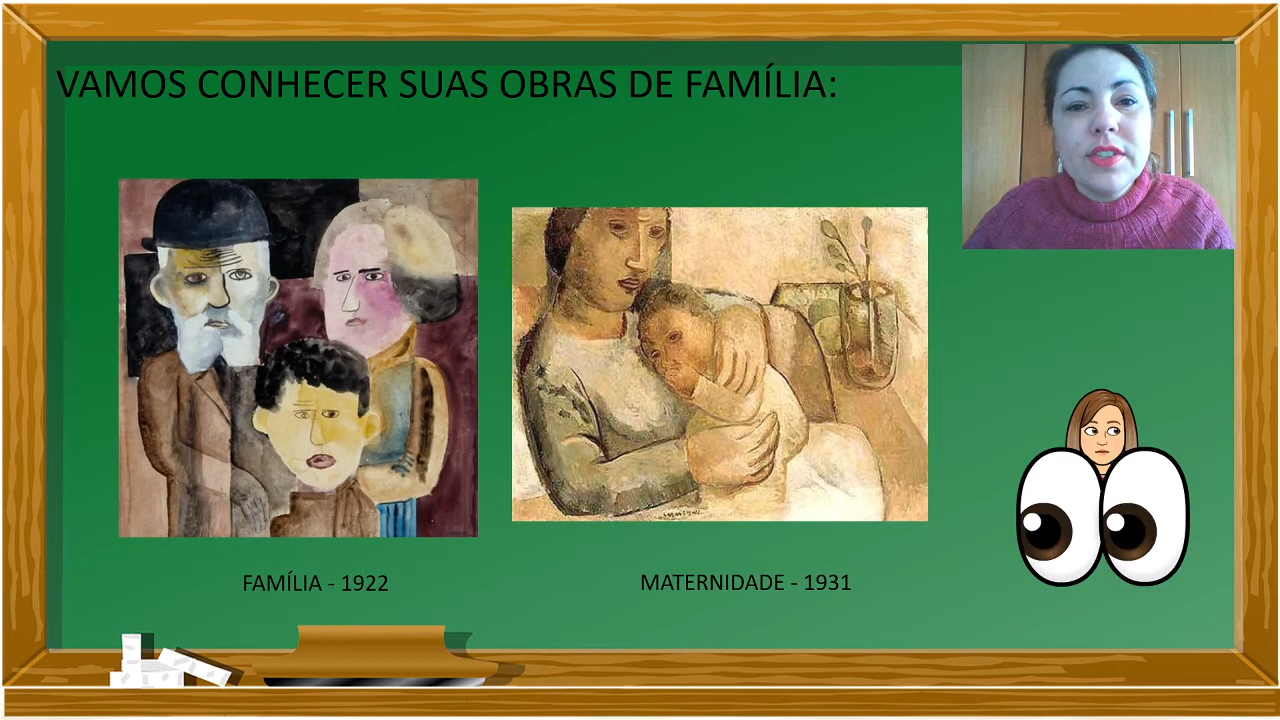 VAMOS CONHECER SUAS OBRAS DE FAMÍLIA:
FAMÍLIA - 1922
MATERNIDADE - 1931